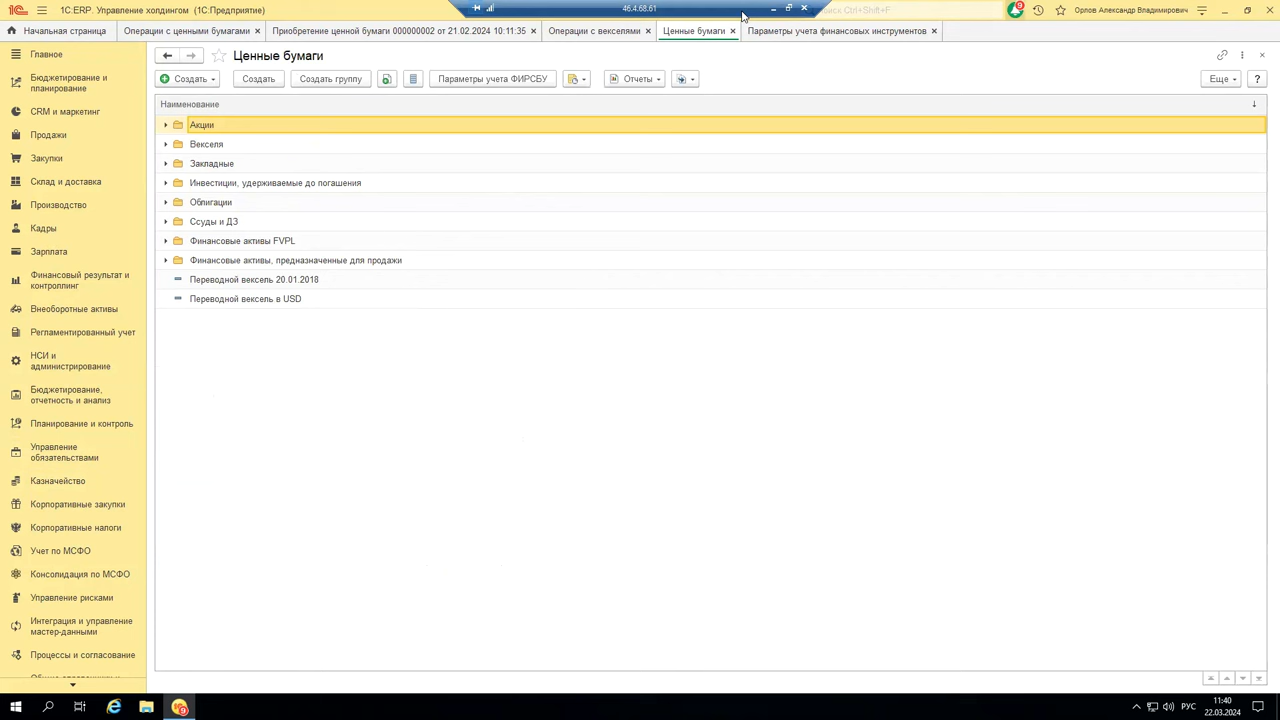 1С:ERP. Управление холдингом (1С:Предприятие)
46.4.68.61
иск Ctrl+Shift+F
9
Орлов Александр Владимирович
Начальная страница
Операции с ценными бумагами
Приобретение ценной бумаги 000000002 от 21.02.2024 10:11:35
Операции с векселями
Ценные бумаги
Параметры учета финансовых инструментов
Главное
Бюджетирование и
планирование
CRM и маркетинг
Продажи
Закупки
Склад и доставка
Производство
Кадры
Зарплата
Финансовый результат и
контроллинг
Внеоборотные активы
Регламентированный учет
НСИ и
администрирование
Бюджетирование,
отчетность и анализ
Планирование и контроль
Управление
обязательствами
Казначейство
Корпоративные закупки
Корпоративные налоги
Учет по МСФО
Консолидация по МСФО
Управление рисками
Интеграция и управление
мастер-данными
Процессы и согласование
Ценные бумаги
Создать
Создать
Создать группу
Параметры учета ФИРСБУ
Отчеты
Еще
?
Наименование
Акции
Векселя
Закладные
Инвестиции, удерживаемые до погашения
Облигации
Ссуды и ДЗ
Финансовые активы FVPL
Финансовые активы, предназначенные для продажи
Переводной вексель 20.01.2018
Переводной вексель в USD
РУС
11:40
22.03.2024